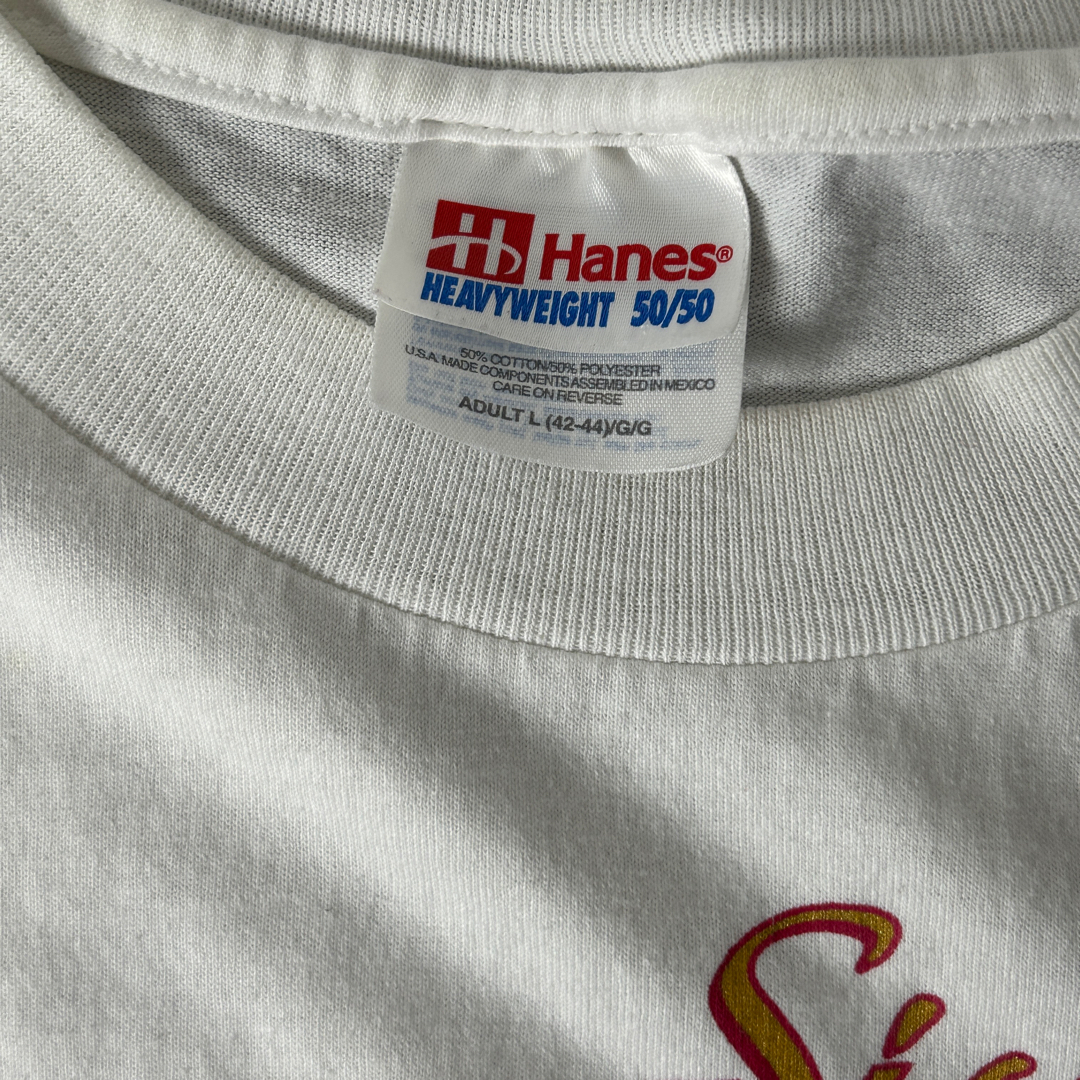 Hanes®
HEAVYWEIGHT 50/50
50% COTTON/50% POLYESTER
U.S.A. MADE COMPONENTS ASSEMBLED IN MEXICO
CARE ON REVERSE
ADULT L (42-44)/G/G
Si